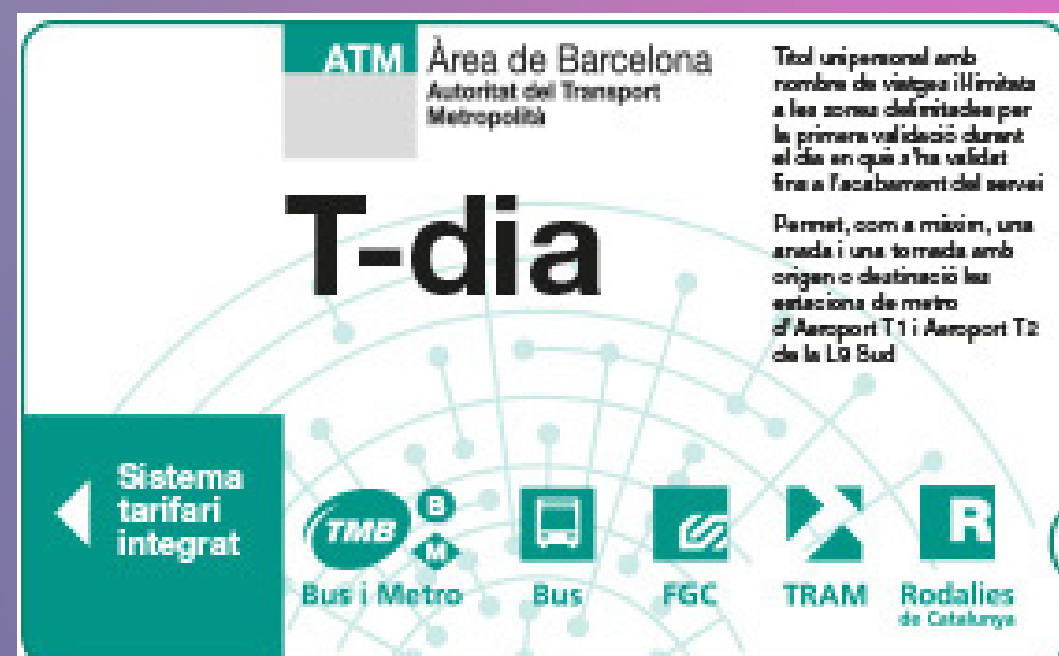 ATM
Àrea de Barcelona
Autoritat del Transport
Metropolità
T-dia
Títol unipersonal amb
nombre de viatges il·limitats
a les zones delimitades per
la primera validació durant
el dia en què s'ha validat
fins a l'acabament del servei
Permet, com a màxim, una
anada i una tornada amb
origen o destinació les
estacions de metro
d'Aeroport T1 i Aeroport T2
de la L9 Sud
Sistema
tarifari
integrat
TMB
B
M
Bus i Metro
Bus
FGC
TRAM
R
Rodalies
de Catalunya